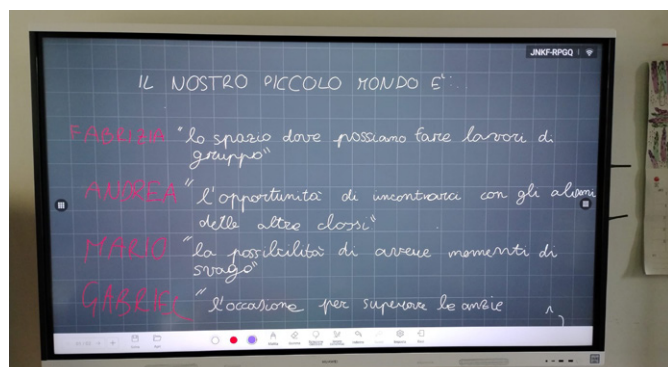 JNKF-RPGQ
IL NOSTRO PICCOLO MONDO E':...
FABRIZIA "lo spazio dove possiamo fare lavori di
gruppo"
ANDREA "l'opportunità di incontrarci con gli alunni
delle altre classi"
MARIO "la possibilità di avere momenti di
svago"
GABRIEL "l'occasione per superare le ansie